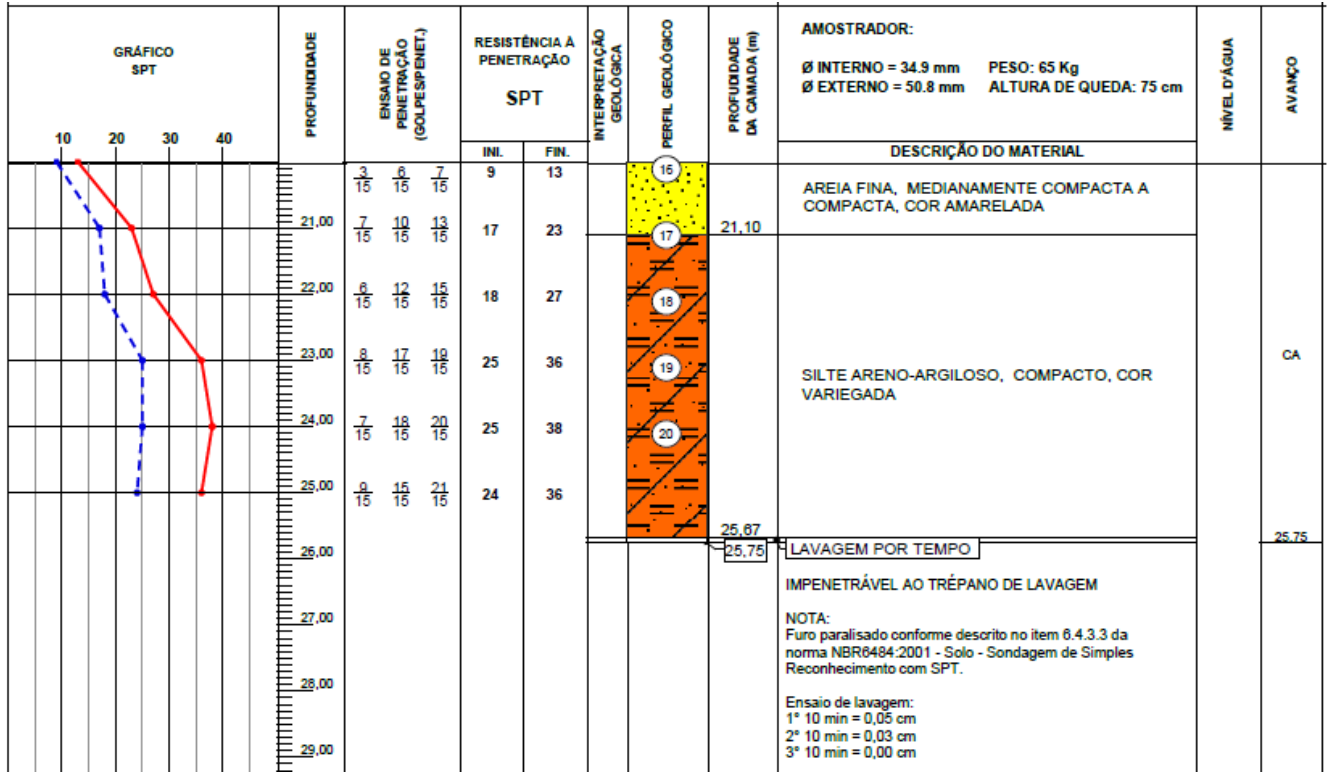 GRÁFICO
SPT
10 20 30 40
PROFUNDIDADE
ENSAIO DE
PENETRAÇÃO
(GOLPES/PENET.)
RESISTÊNCIA À
PENETRAÇÃO
SPT
INI. FIN.
INTERPRETAÇÃO
GEOLÓGICA
PERFIL GEOLÓGICO
PROFUDIDADE
DA CAMADA (m)
AMOSTRADOR:
Ø INTERNO = 34.9 mm PESO: 65 Kg
Ø EXTERNO = 50.8 mm ALTURA DE QUEDA: 75 cm
DESCRIÇÃO DO MATERIAL
NÍVEL D'ÁGUA
AVANÇO
3/15 6/15 7/15 9 13
16
AREIA FINA, MEDIANAMENTE COMPACTA A
COMPACTA, COR AMARELADA
21,00 7/15 10/15 13/15 17 23
17
21,10
22,00 6/15 12/15 15/15 18 27
18
23,00 8/15 17/15 19/15 25 36
19
SILTE ARENO-ARGILOSO, COMPACTO, COR
VARIEGADA
CA
24,00 7/15 18/15 20/15 25 38
20
25,00 9/15 15/15 21/15 24 36
25,67
25.75
25,75 LAVAGEM POR TEMPO
26,00
IMPENETRÁVEL AO TRÉPANO DE LAVAGEM
27,00
NOTA:
Furo paralisado conforme descrito no item 6.4.3.3 da
norma NBR6484:2001 - Solo - Sondagem de Simples
Reconhecimento com SPT.
28,00
Ensaio de lavagem:
1° 10 min = 0,05 cm
2° 10 min = 0,03 cm
3° 10 min = 0,00 cm
29,00